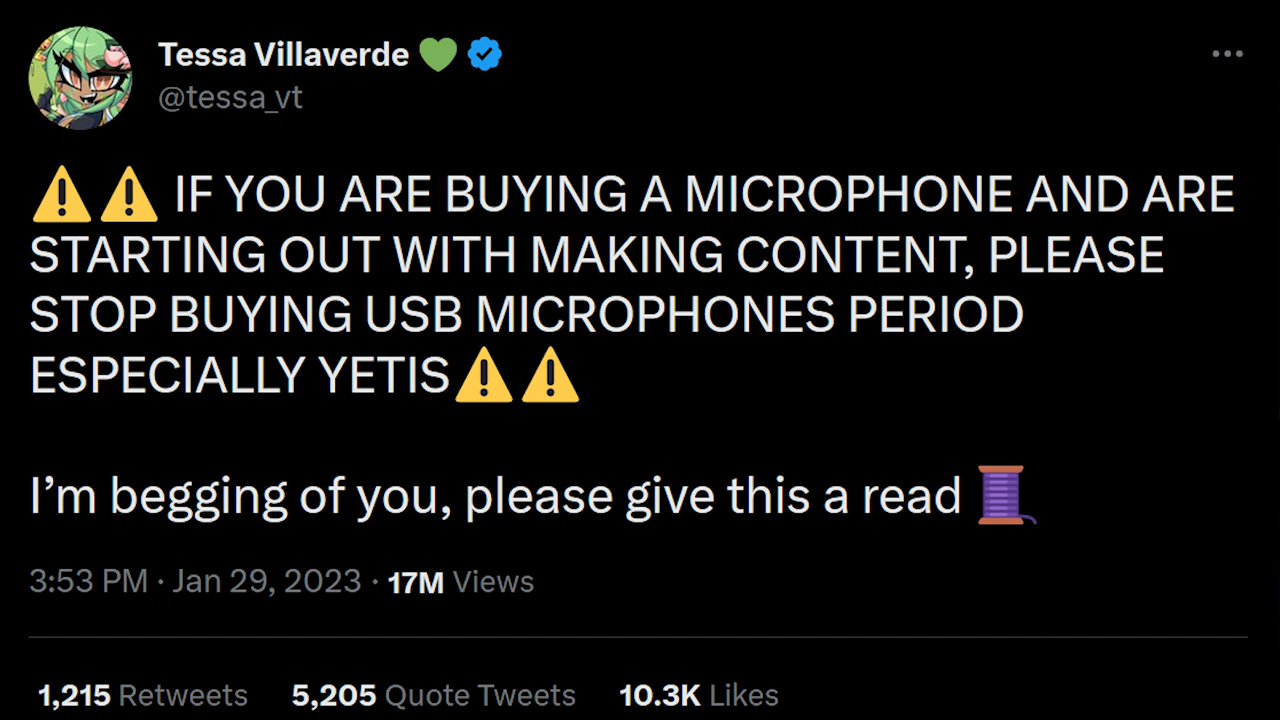 Tessa Villaverde 💚
@tessa_vt
⚠️⚠️ IF YOU ARE BUYING A MICROPHONE AND ARE
STARTING OUT WITH MAKING CONTENT, PLEASE
STOP BUYING USB MICROPHONES PERIOD
ESPECIALLY YETIS⚠️⚠️
I’m begging of you, please give this a read 🧵
3:53 PM · Jan 29, 2023 · 17M Views
1,215 Retweets 5,205 Quote Tweets 10.3K Likes